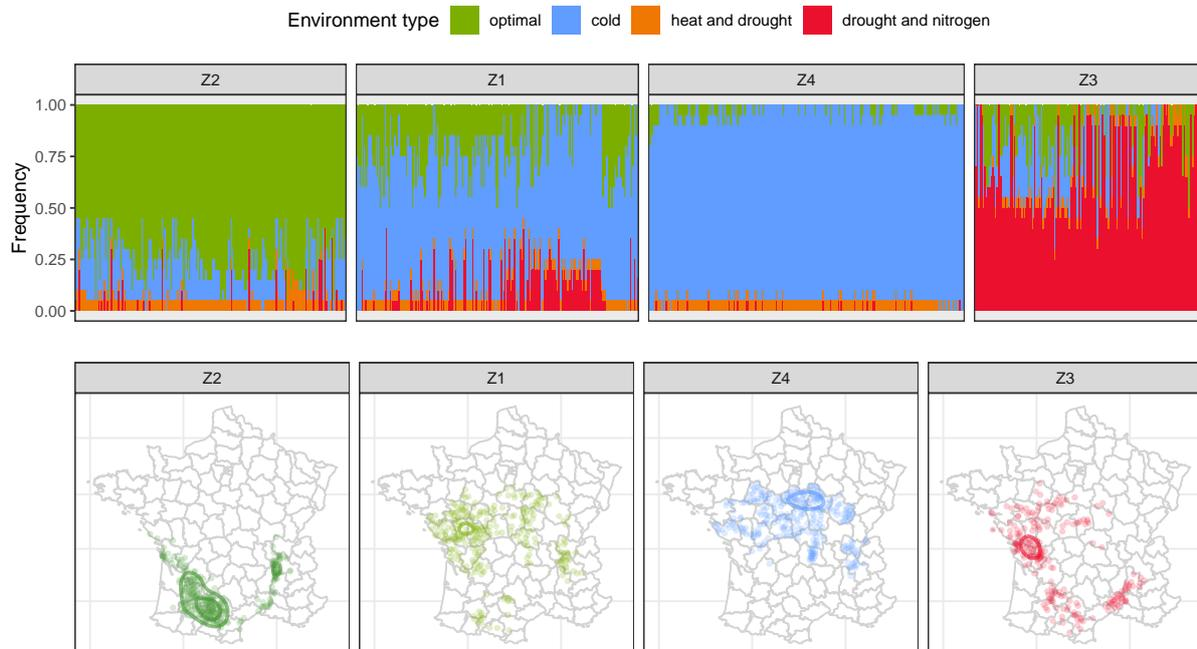 Environment type optimal cold heat and drought drought and nitrogen
Z2 Z1 Z4 Z3
1.00
0.75
0.50
0.25
0.00
Frequency
Z2 Z1 Z4 Z3